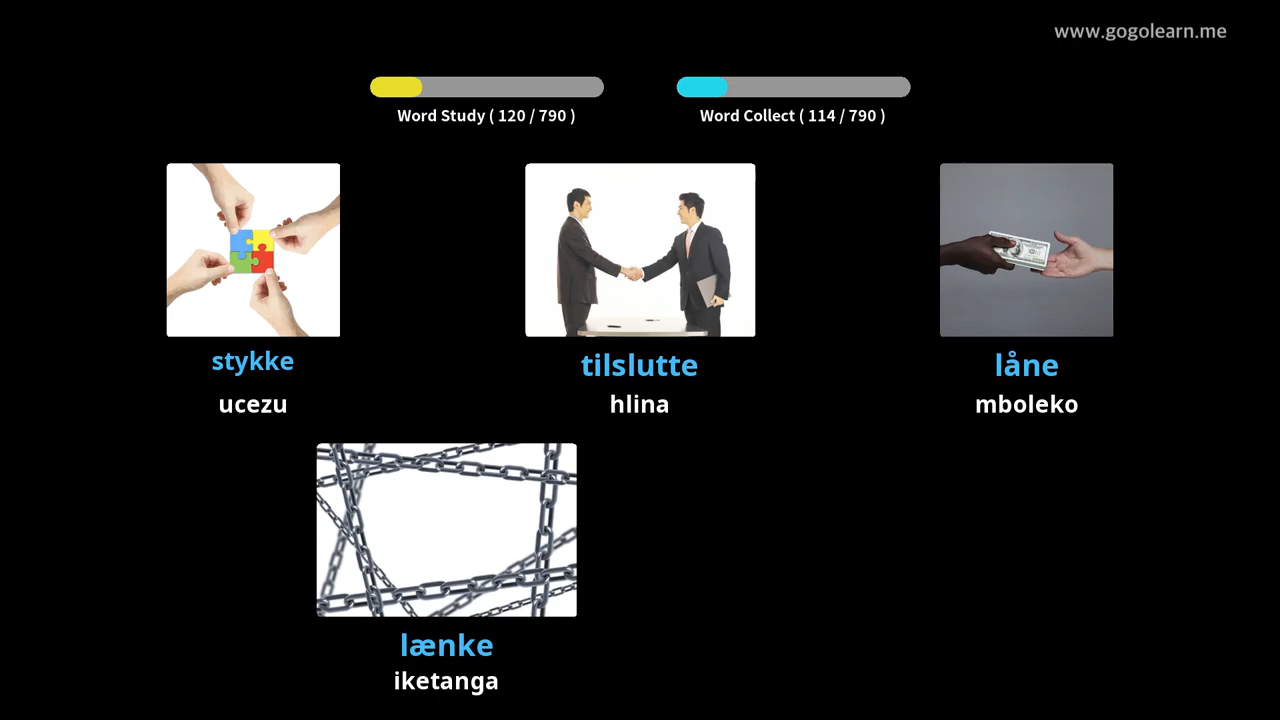 www.gogolearn.me
Word Study ( 120 / 790 )
Word Collect ( 114 / 790 )
stykke
ucezu
tilslutte
hlina
låne
mboleko
lænke
iketanga